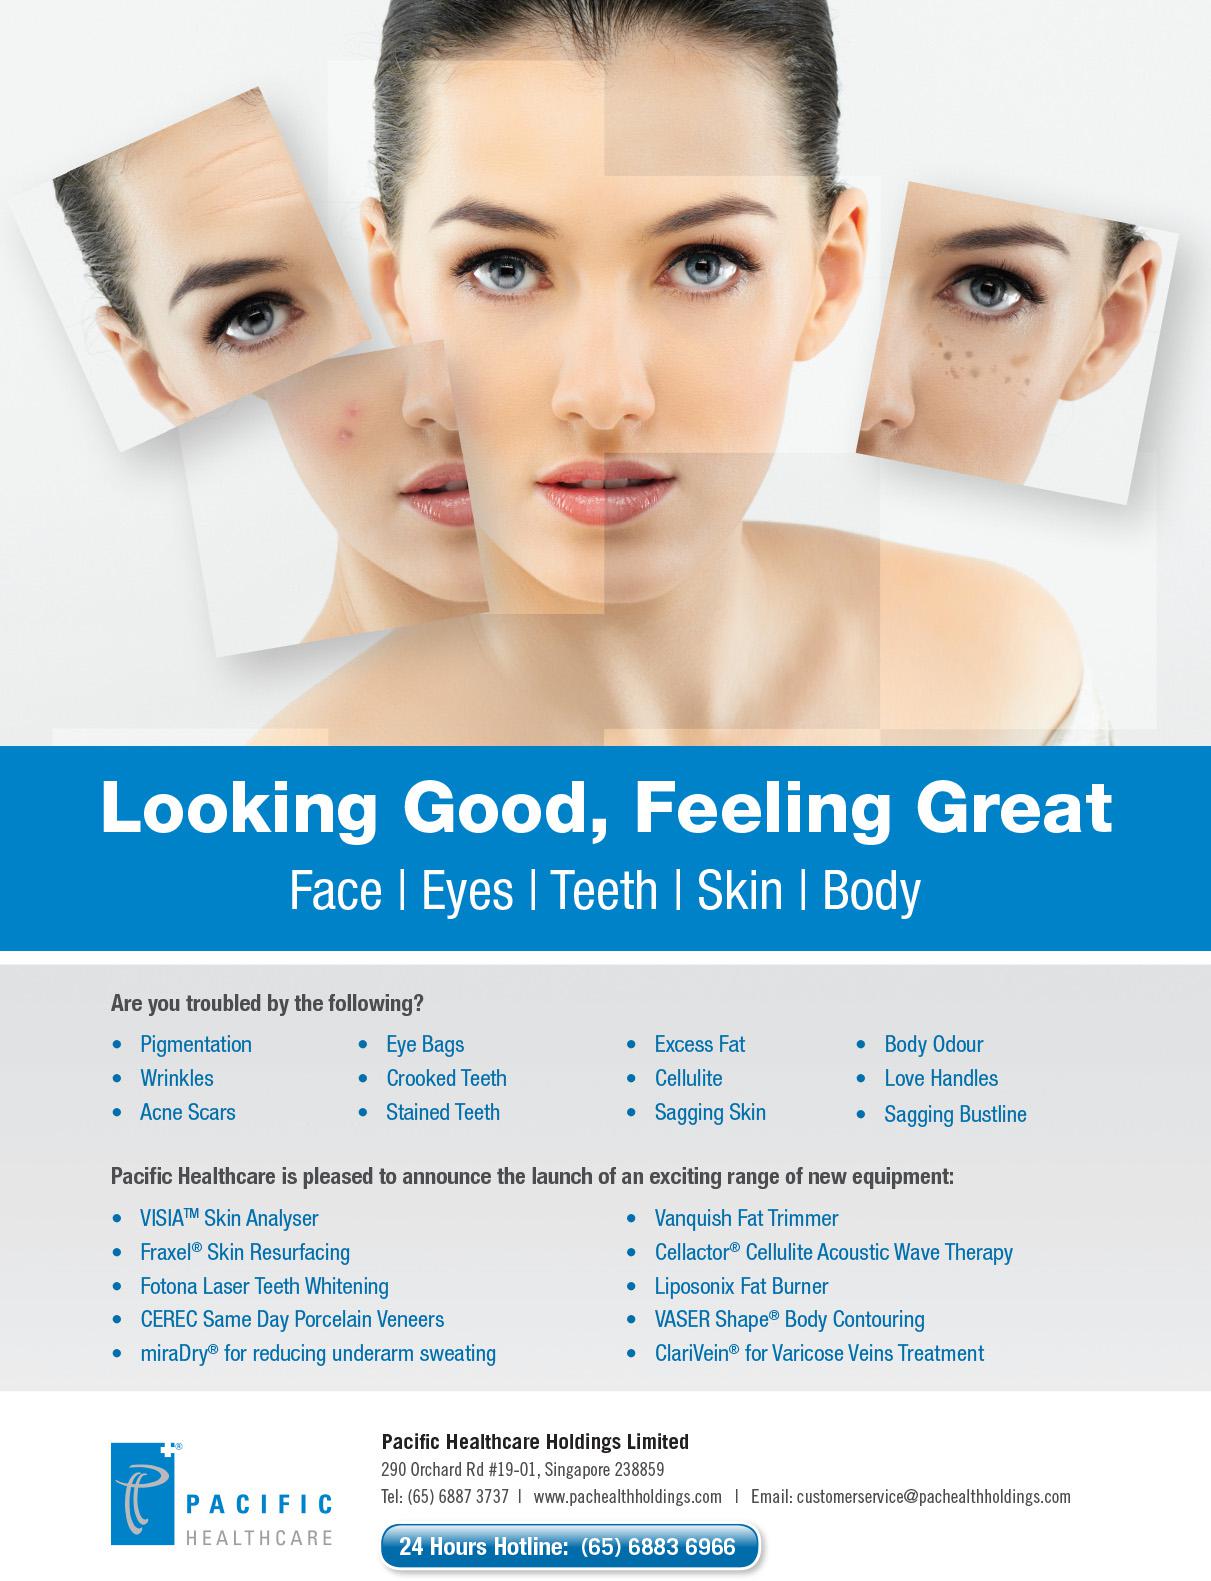 Looking Good, Feeling Great
Face | Eyes | Teeth | Skin | Body
Are you troubled by the following?
• Pigmentation
• Wrinkles
• Acne Scars
• Eye Bags
• Crooked Teeth
• Stained Teeth
• Excess Fat
• Cellulite
• Sagging Skin
• Body Odour
• Love Handles
• Sagging Bustline
Pacific Healthcare is pleased to announce the launch of an exciting range of new equipment:
• VISIA™ Skin Analyser
• Fraxel® Skin Resurfacing
• Fotona Laser Teeth Whitening
• CEREC Same Day Porcelain Veneers
• miraDry® for reducing underarm sweating
• Vanquish Fat Trimmer
• Cellactor® Cellulite Acoustic Wave Therapy
• Liposonix Fat Burner
• VASER Shape® Body Contouring
• ClariVein® for Varicose Veins Treatment
®
PACIFIC
HEALTHCARE
Pacific Healthcare Holdings Limited
290 Orchard Rd #19-01, Singapore 238859
Tel: (65) 6887 3737 | www.pachealthholdings.com | Email: customerservice@pachealthholdings.com
24 Hours Hotline: (65) 6883 6966